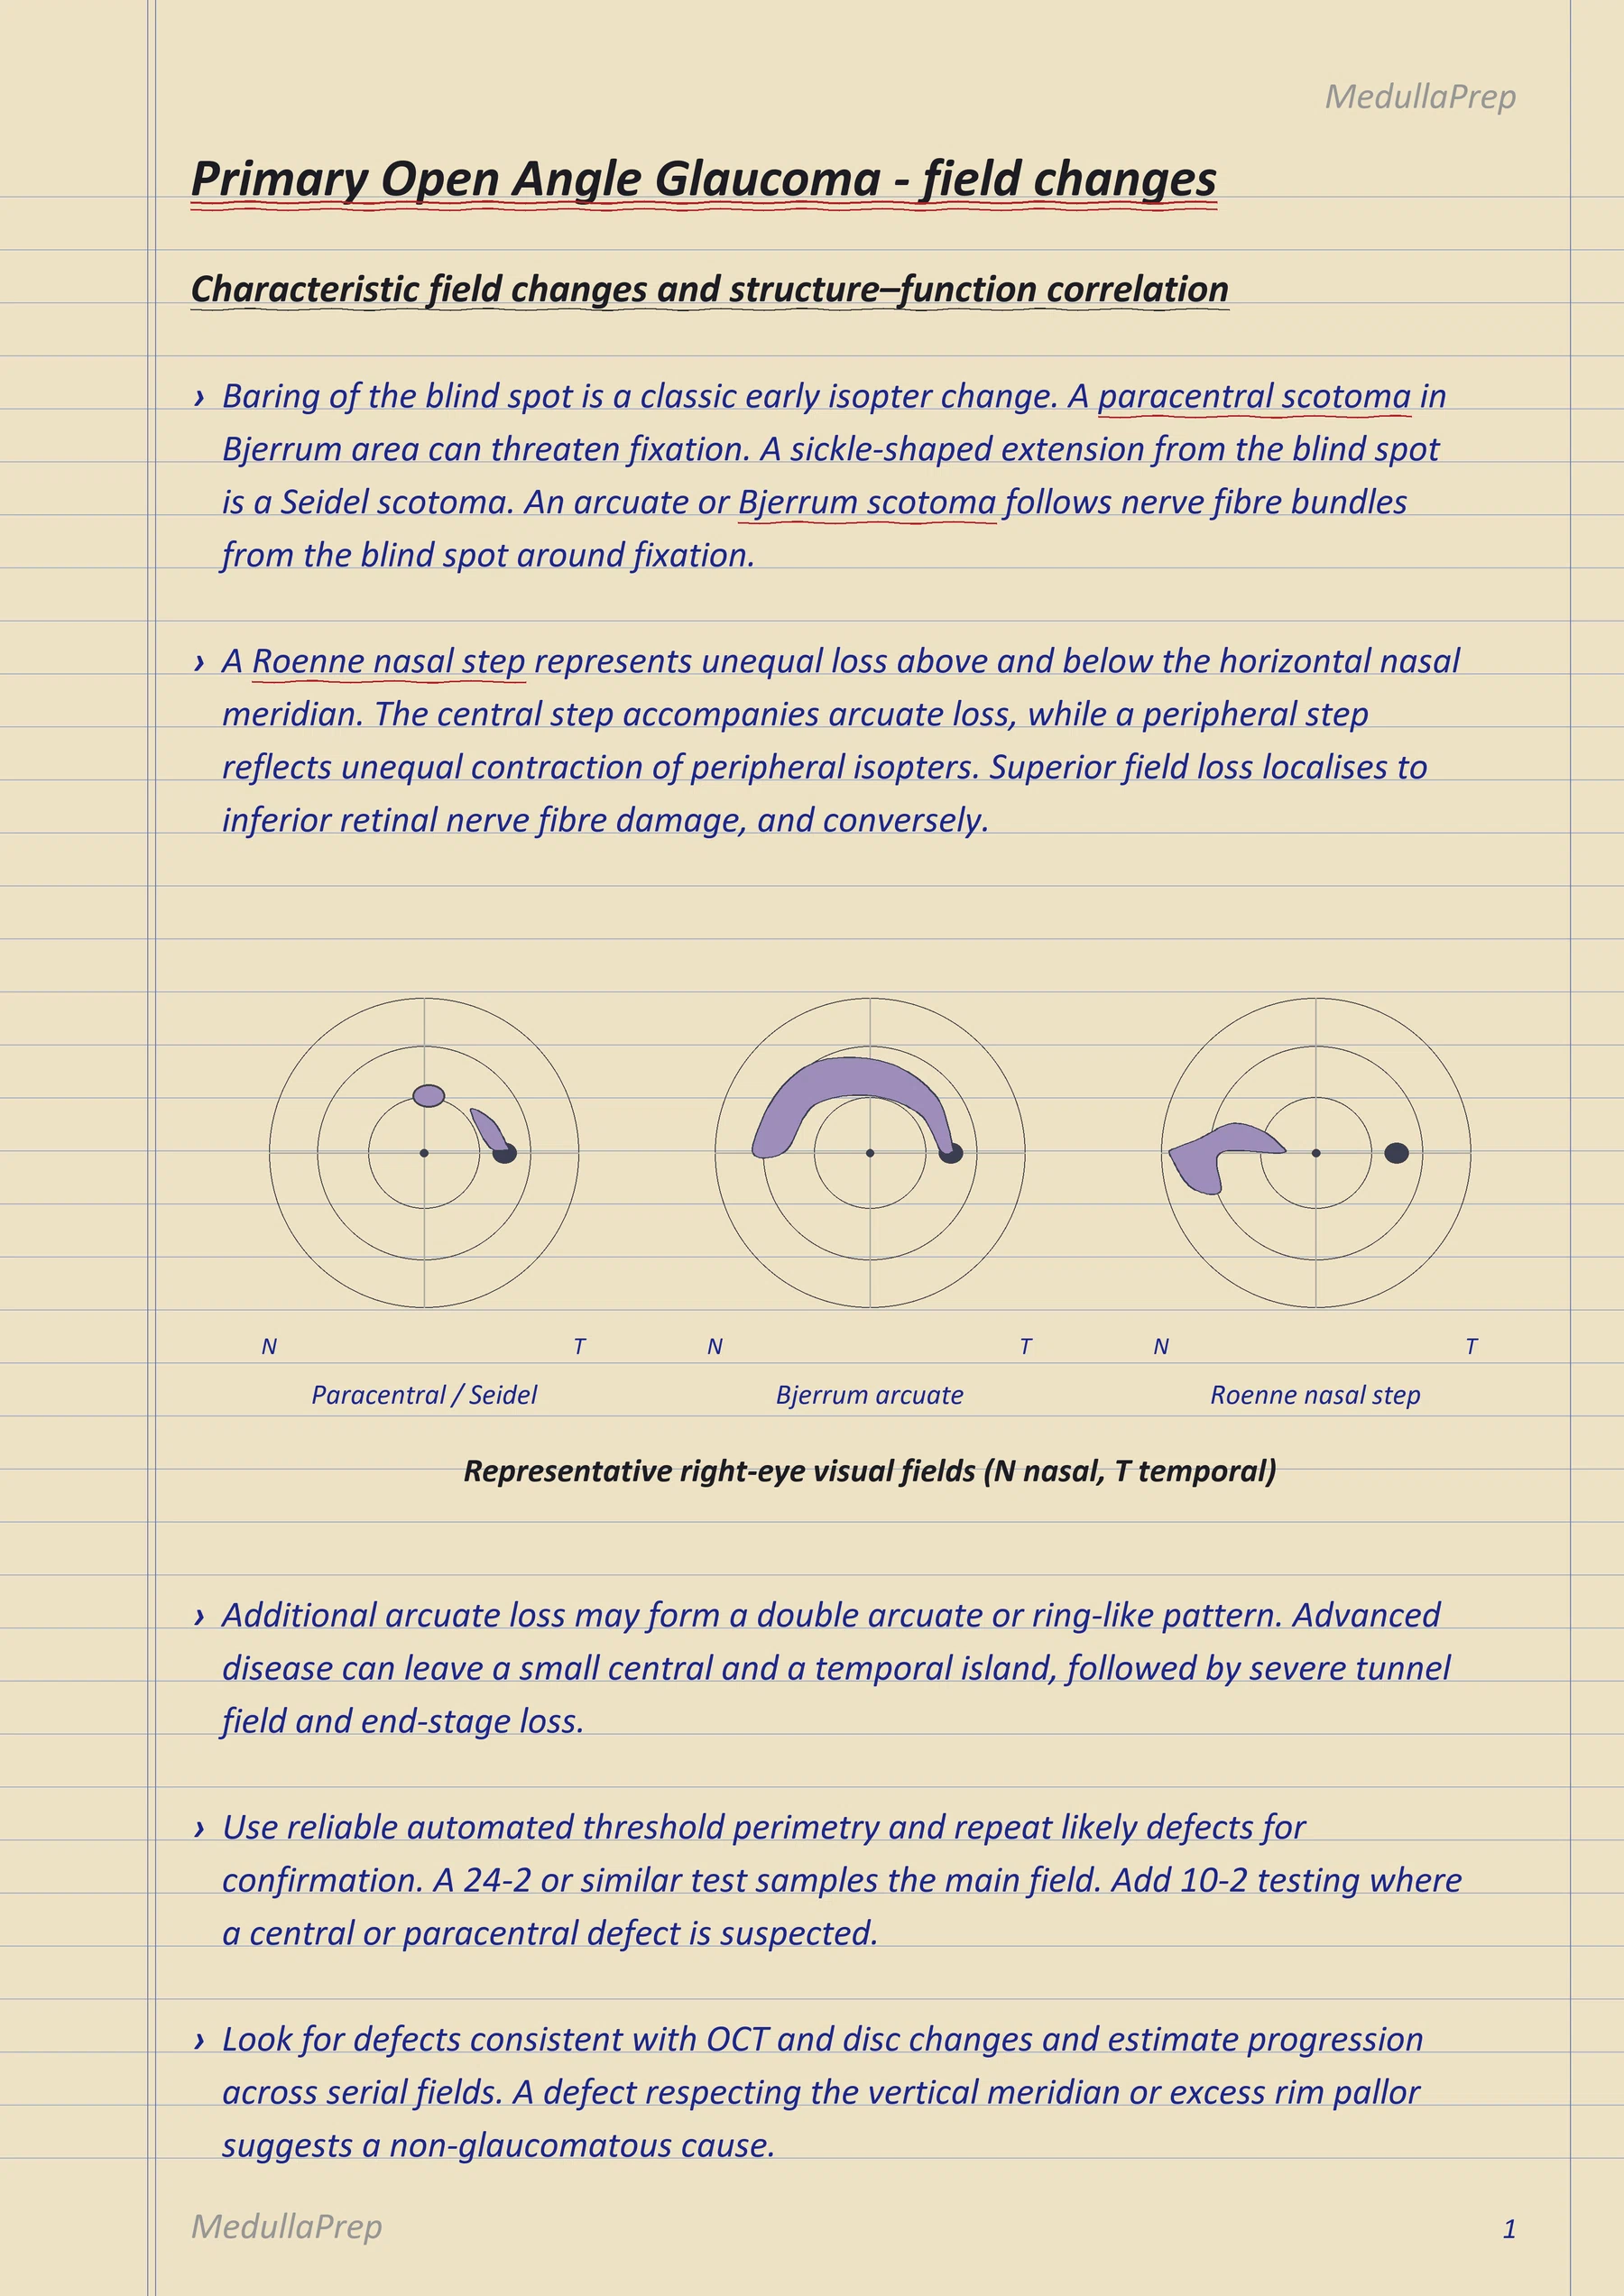 MedullaPrep
Primary Open Angle Glaucoma - field changes
Characteristic field changes and structure–function correlation
› Baring of the blind spot is a classic early isopter change. A paracentral scotoma in
Bjerrum area can threaten fixation. A sickle-shaped extension from the blind spot
is a Seidel scotoma. An arcuate or Bjerrum scotoma follows nerve fibre bundles
from the blind spot around fixation.
› A Roenne nasal step represents unequal loss above and below the horizontal nasal
meridian. The central step accompanies arcuate loss, while a peripheral step
reflects unequal contraction of peripheral isopters. Superior field loss localises to
inferior retinal nerve fibre damage, and conversely.
N T N T N T
Paracentral / Seidel Bjerrum arcuate Roenne nasal step
Representative right-eye visual fields (N nasal, T temporal)
› Additional arcuate loss may form a double arcuate or ring-like pattern. Advanced
disease can leave a small central and a temporal island, followed by severe tunnel
field and end-stage loss.
› Use reliable automated threshold perimetry and repeat likely defects for
confirmation. A 24-2 or similar test samples the main field. Add 10-2 testing where
a central or paracentral defect is suspected.
› Look for defects consistent with OCT and disc changes and estimate progression
across serial fields. A defect respecting the vertical meridian or excess rim pallor
suggests a non-glaucomatous cause.
MedullaPrep 1